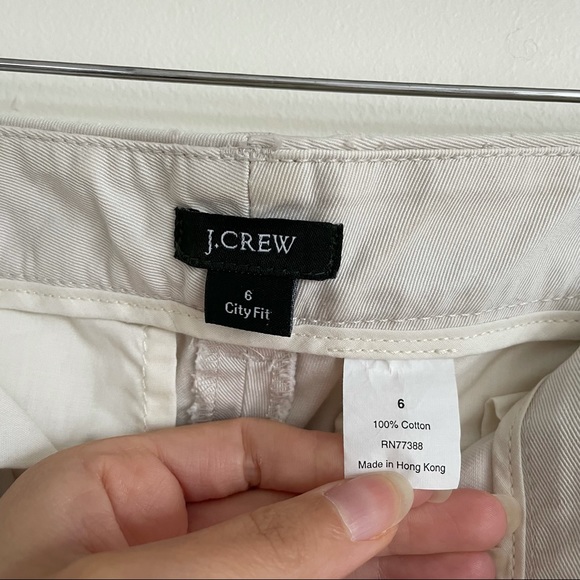 J.CREW
6
City Fit
6
100% Cotton
RN77388
Made in Hong Kong